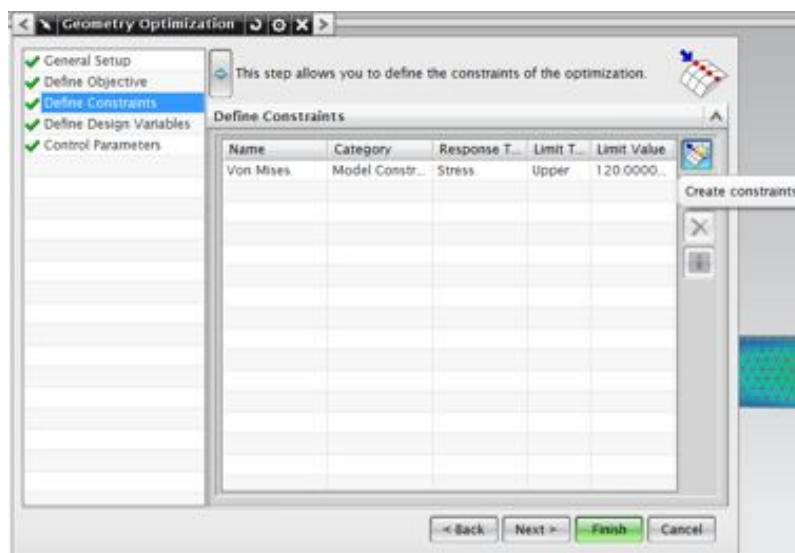 Geometry Optimization
General Setup
Define Objective
Define Constraints
Define Design Variables
Control Parameters
This step allows you to define the constraints of the optimization.
Define Constraints
Name Category Response T... Limit T... Limit Value
Von Mises Model Constr... Stress Upper 120.0000...
Create constraints
< Back Next > Finish Cancel